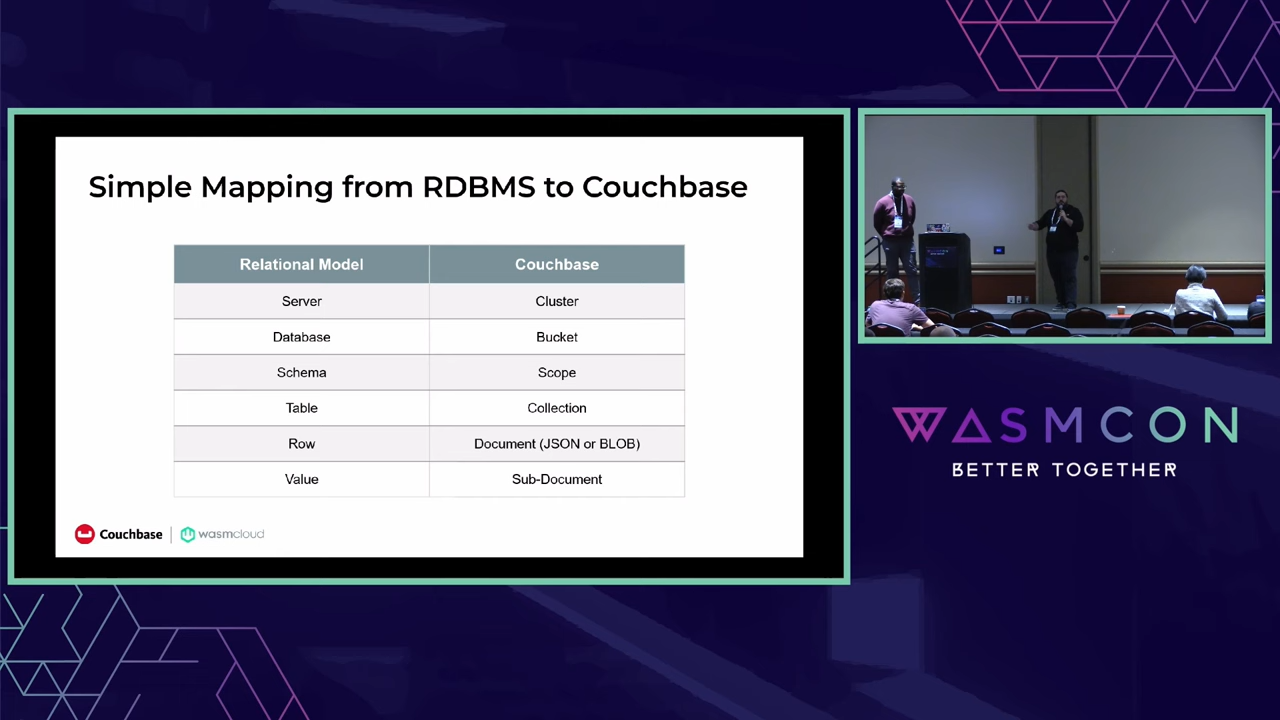 Simple Mapping from RDBMS to Couchbase
Relational Model Couchbase
Server Cluster
Database Bucket
Schema Scope
Table Collection
Row Document (JSON or BLOB)
Value Sub-Document
Couchbase | wasmcloud
WASMCON
BETTER TOGETHER